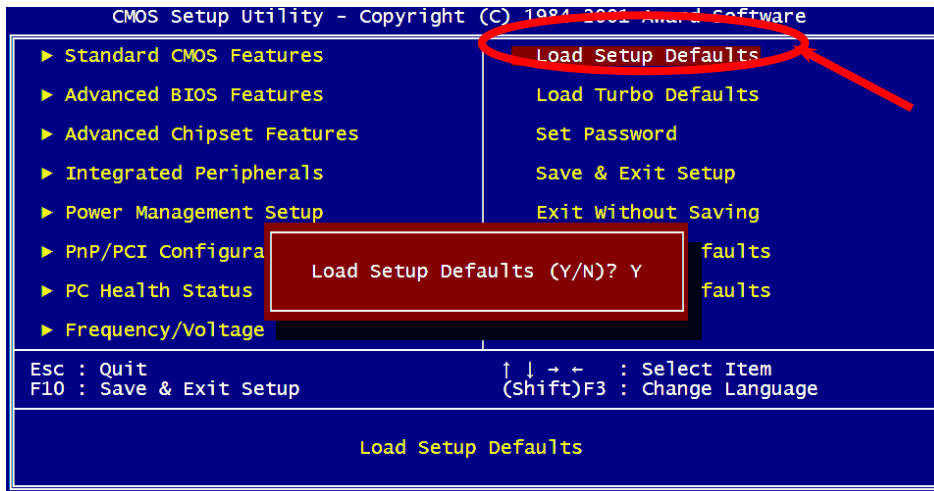 CMOS Setup Utility - Copyright (C) 1984-2001 Award Software
► Standard CMOS Features
► Advanced BIOS Features
► Advanced Chipset Features
► Integrated Peripherals
► Power Management Setup
► PnP/PCI Configura
► PC Health Status
► Frequency/Voltage
Load Setup Defaults
Load Turbo Defaults
Set Password
Save & Exit Setup
Exit Without Saving
faults
faults
Load Setup Defaults (Y/N)? Y
Esc : Quit
F10 : Save & Exit Setup
↑ ↓ → ← : Select Item
(Shift)F3 : Change Language
Load Setup Defaults